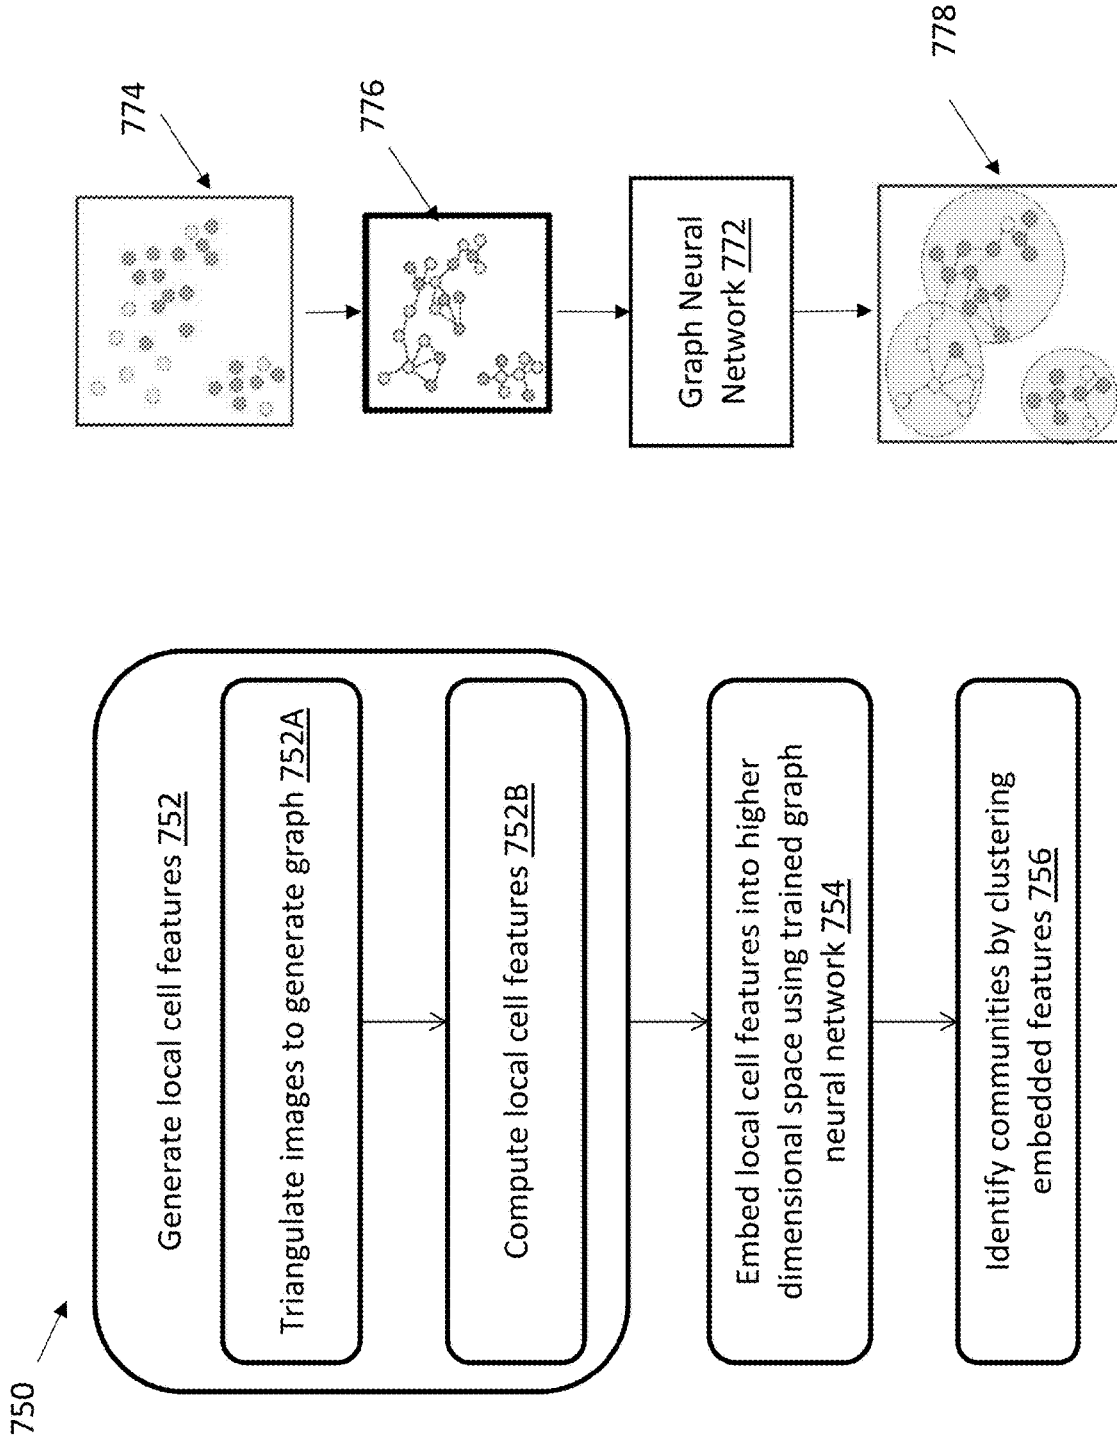 750
Generate local cell features 752
Triangulate images to generate graph 752A
Compute local cell features 752B
Embed local cell features into higher
dimensional space using trained graph
neural network 754
Identify communities by clustering
embedded features 756
774
776
Graph Neural
Network 772
778